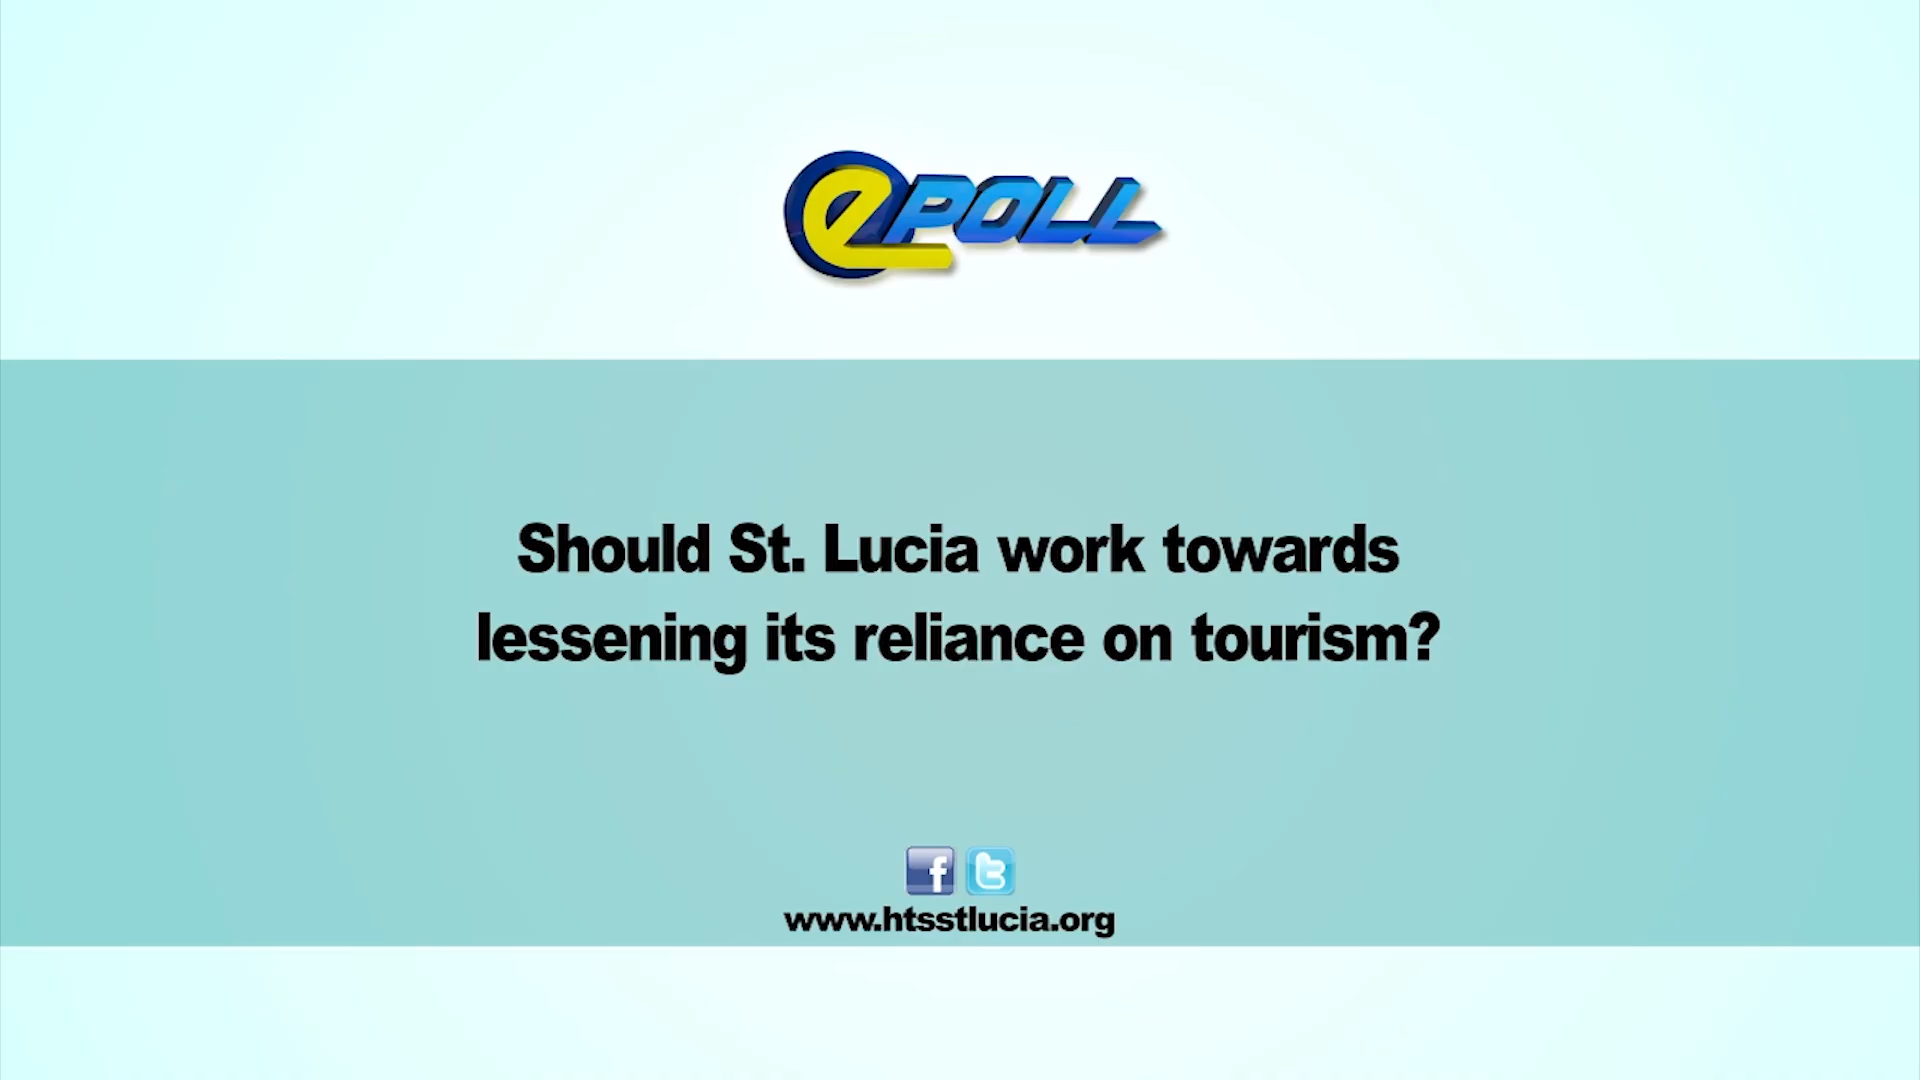 ePOLL
Should St. Lucia work towards
lessening its reliance on tourism?
www.htsstlucia.org